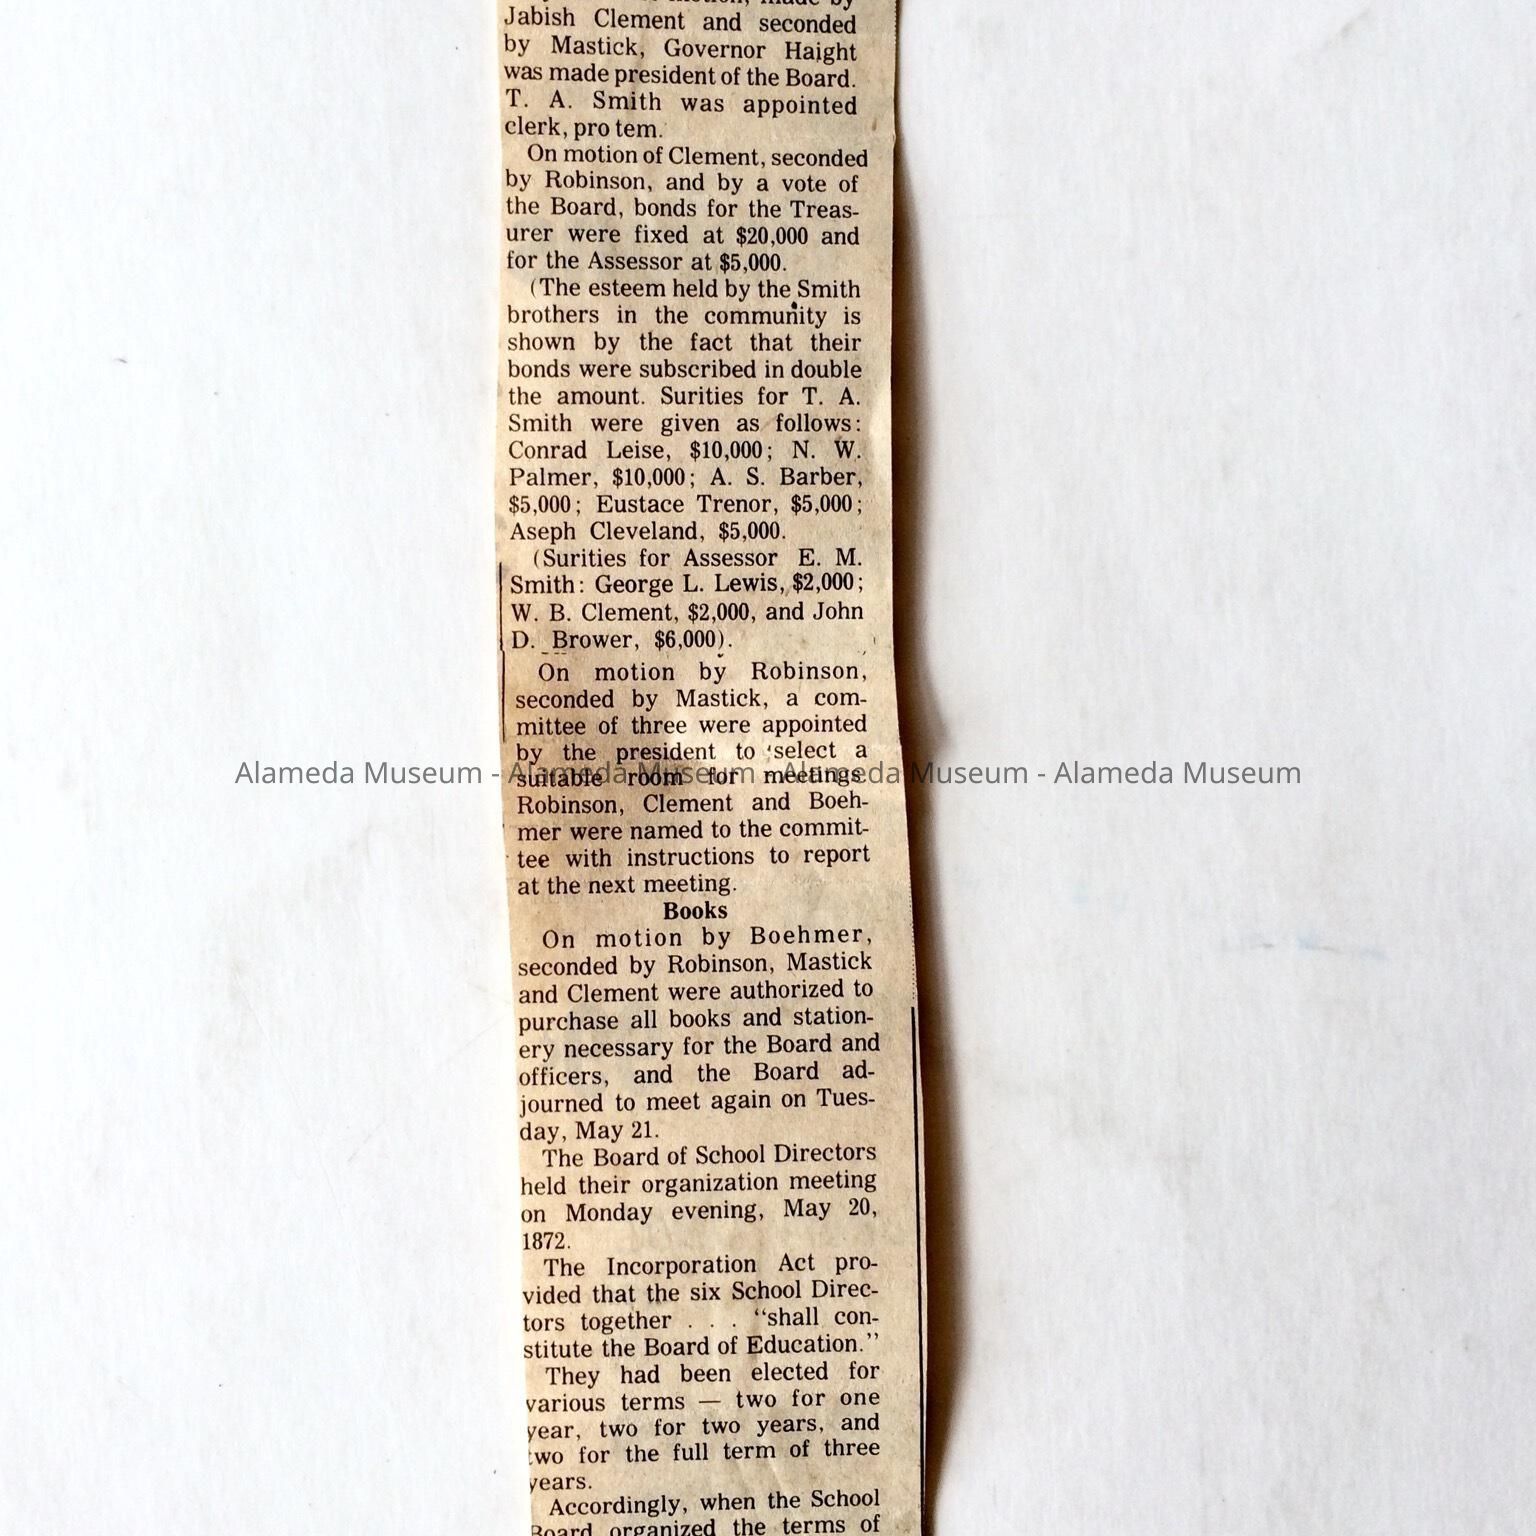 motion, made by
Jabish Clement and seconded
by Mastick, Governor Haight
was made president of the Board.
T. A. Smith was appointed
clerk, pro tem.
On motion of Clement, seconded
by Robinson, and by a vote of
the Board, bonds for the Treas-
urer were fixed at $20,000 and
for the Assessor at $5,000.
(The esteem held by the Smith
brothers in the community is
shown by the fact that their
bonds were subscribed in double
the amount. Surities for T. A.
Smith were given as follows:
Conrad Leise, $10,000; N. W.
Palmer, $10,000; A. S. Barber,
$5,000; Eustace Trenor, $5,000;
Aseph Cleveland, $5,000.
(Surities for Assessor E. M.
Smith: George L. Lewis, $2,000;
W. B. Clement, $2,000, and John
D. Brower, $6,000).
On motion by Robinson,
seconded by Mastick, a com-
mittee of three were appointed
by the president to select a
suitable room for meetings
Alameda Museum - Alameda Museum - Alameda Museum - Alameda Museum
Robinson, Clement and Boeh-
mer were named to the commit-
tee with instructions to report
at the next meeting.
Books
On motion by Boehmer,
seconded by Robinson, Mastick
and Clement were authorized to
purchase all books and station-
ery necessary for the Board and
officers, and the Board ad-
journed to meet again on Tues-
day, May 21.
The Board of School Directors
held their organization meeting
on Monday evening, May 20,
1872.
The Incorporation Act pro-
vided that the six School Direc-
tors together . . . "shall con-
stitute the Board of Education."
They had been elected for
various terms — two for one
year, two for two years, and
two for the full term of three
years.
Accordingly, when the School
Board organized the terms of